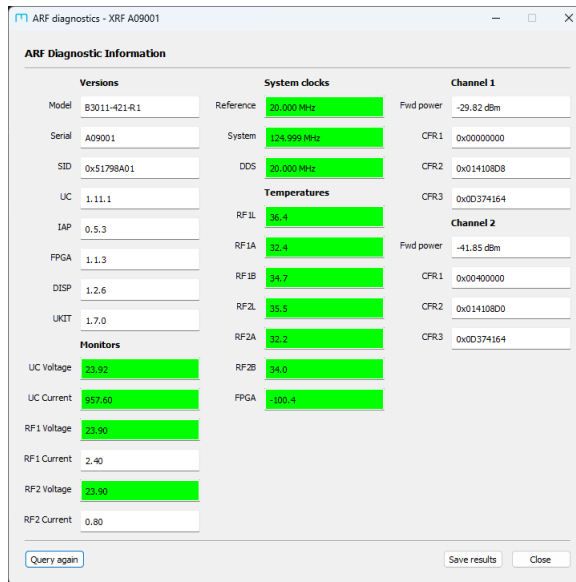 ARF diagnostics - XRF A09001
ARF Diagnostic Information
Versions
Model B3011-421-R1
Serial A09001
SID 0x51798A01
UC 1.11.1
IAP 0.5.3
FPGA 1.1.3
DISP 1.2.6
UKIT 1.7.0
Monitors
UC Voltage 23.92
UC Current 957.60
RF1 Voltage 23.90
RF1 Current 2.40
RF2 Voltage 23.90
RF2 Current 0.80
System clocks
Reference 20.000 MHz
System 124.999 MHz
DDS 20.000 MHz
Temperatures
RF1L 36.4
RF1A 32.4
RF1B 34.7
RF2L 35.5
RF2A 32.2
RF2B 34.0
FPGA -100.4
Channel 1
Fwd power -29.82 dBm
CFR1 0x00000000
CFR2 0x014108D8
CFR3 0x0D374164
Channel 2
Fwd power -41.85 dBm
CFR1 0x00400000
CFR2 0x014108D0
CFR3 0x0D374164
Query again
Save results
Close